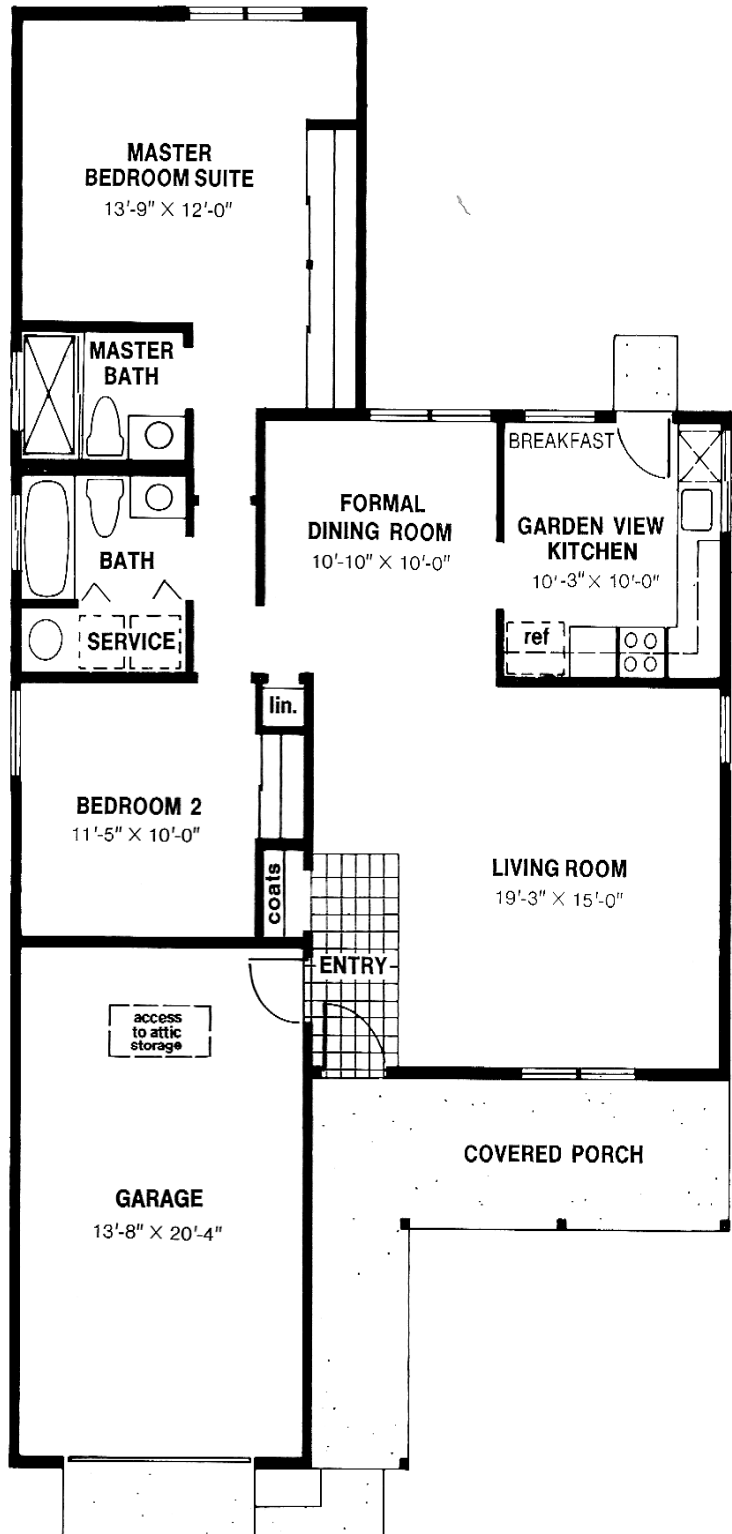 MASTER
BEDROOM SUITE
13'-9" X 12'-0"
MASTER
BATH
BREAKFAST
FORMAL
DINING ROOM
10'-10" X 10'-0"
GARDEN VIEW
KITCHEN
10'-3" X 10'-0"
BATH
SERVICE
ref
lin.
BEDROOM 2
11'-5" X 10'-0"
coats
LIVING ROOM
19'-3" X 15'-0"
ENTRY
access
to attic
storage
COVERED PORCH
GARAGE
13'-8" X 20'-4"